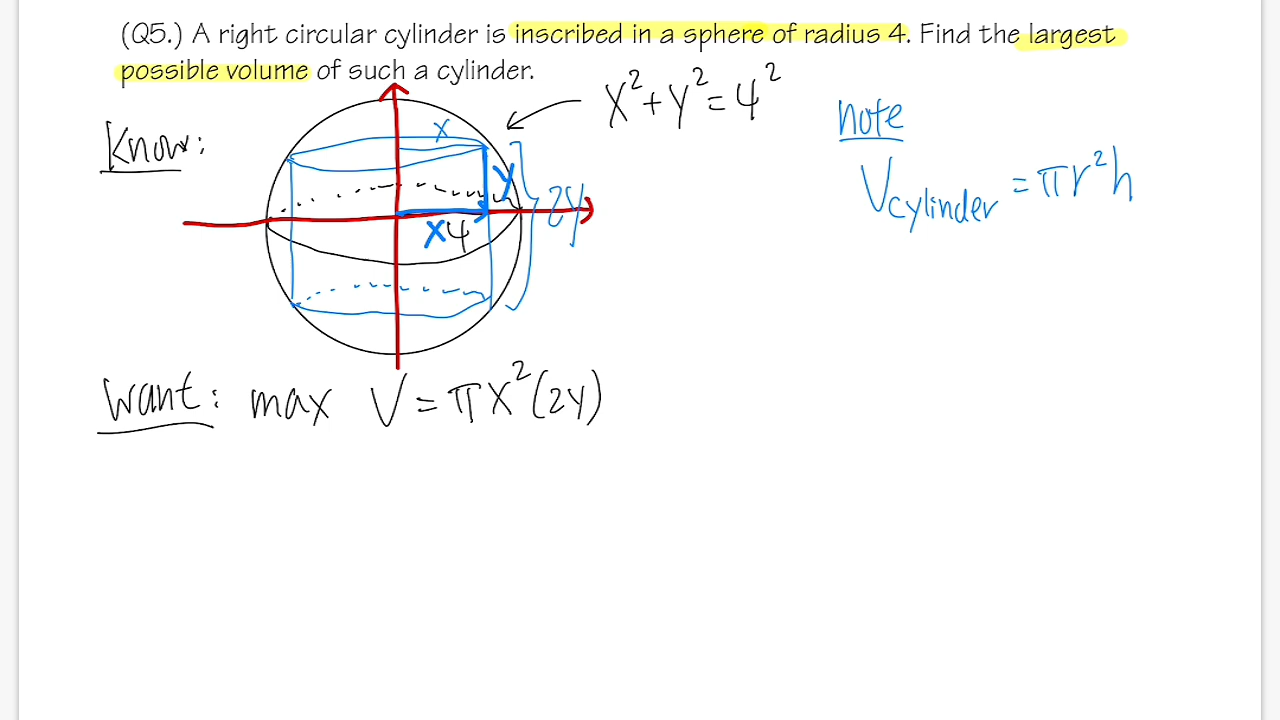 (Q5.) A right circular cylinder is inscribed in a sphere of radius 4. Find the largest
possible volume of such a cylinder.
x²+y²=4²
note
Know:
x
y
2y
x 4
Vcylinder = πr²h
Want: max V = πx²(2y)